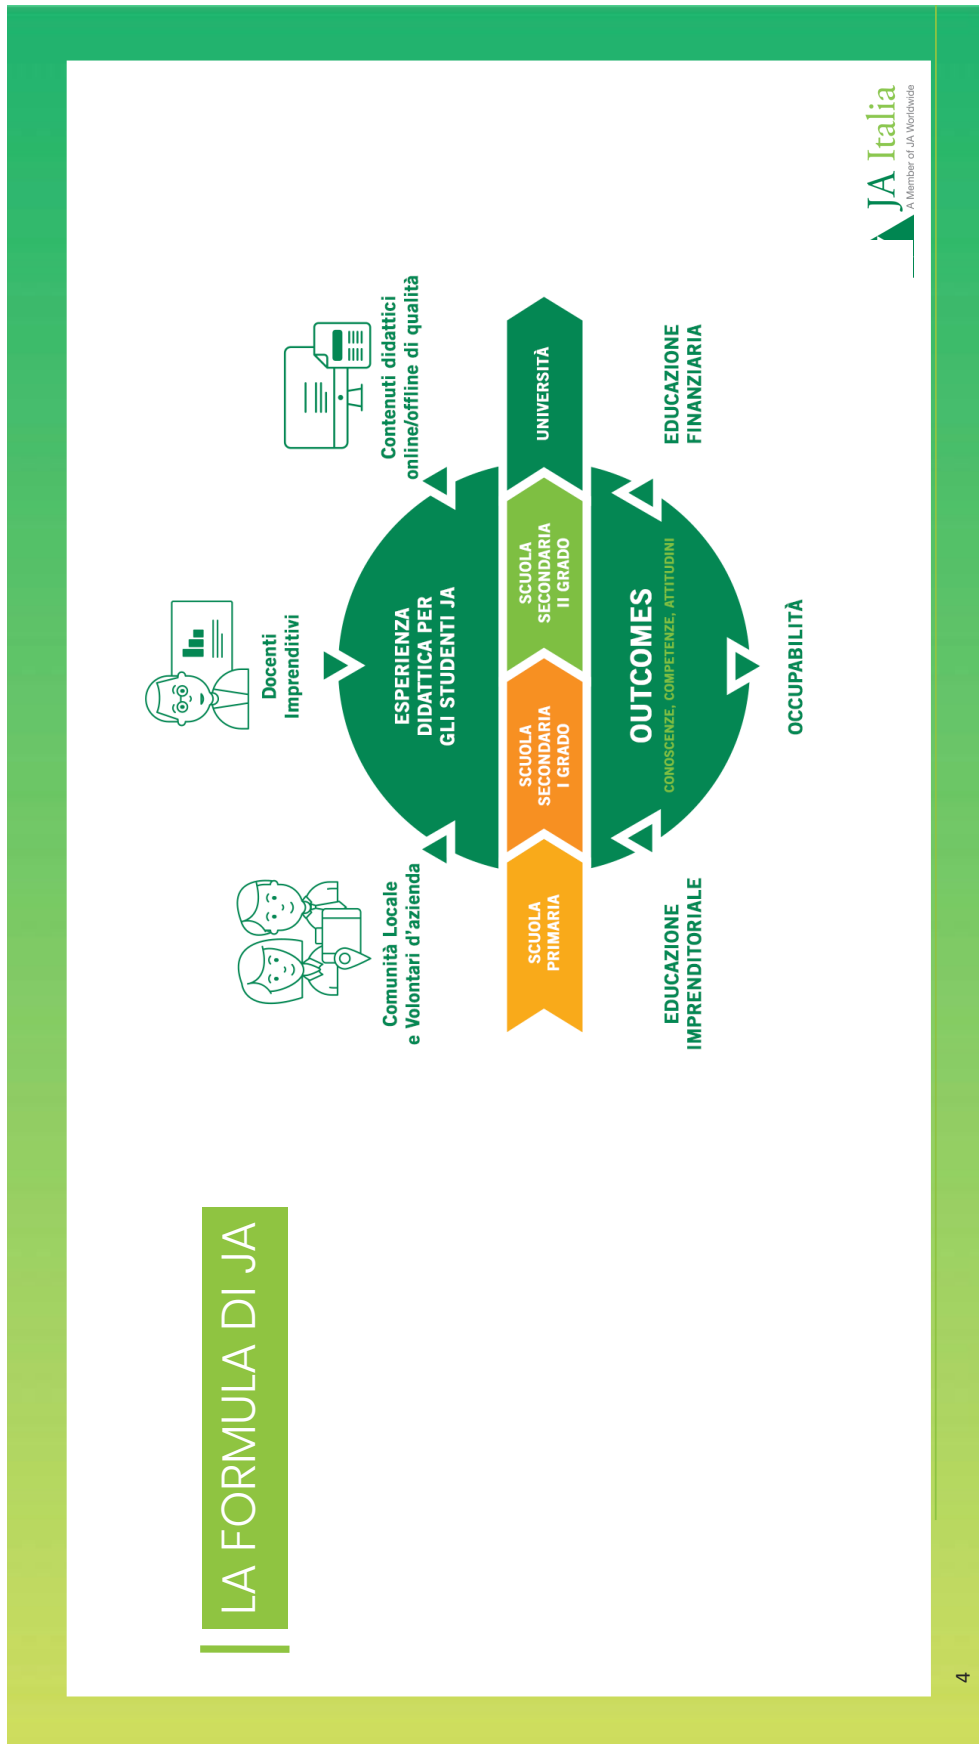 LA FORMULA DI JA
Docenti
Imprenditivi
Comunità Locale
e Volontari d'azienda
Contenuti didattici
online/offline di qualità
ESPERIENZA
DIDATTICA PER
GLI STUDENTI JA
SCUOLA
PRIMARIA
SCUOLA
SECONDARIA
I GRADO
SCUOLA
SECONDARIA
II GRADO
UNIVERSITÀ
OUTCOMES
CONOSCENZE, COMPETENZE, ATTITUDINI
EDUCAZIONE
IMPRENDITORIALE
EDUCAZIONE
FINANZIARIA
OCCUPABILITÀ
JA Italia
A Member of JA Worldwide
4